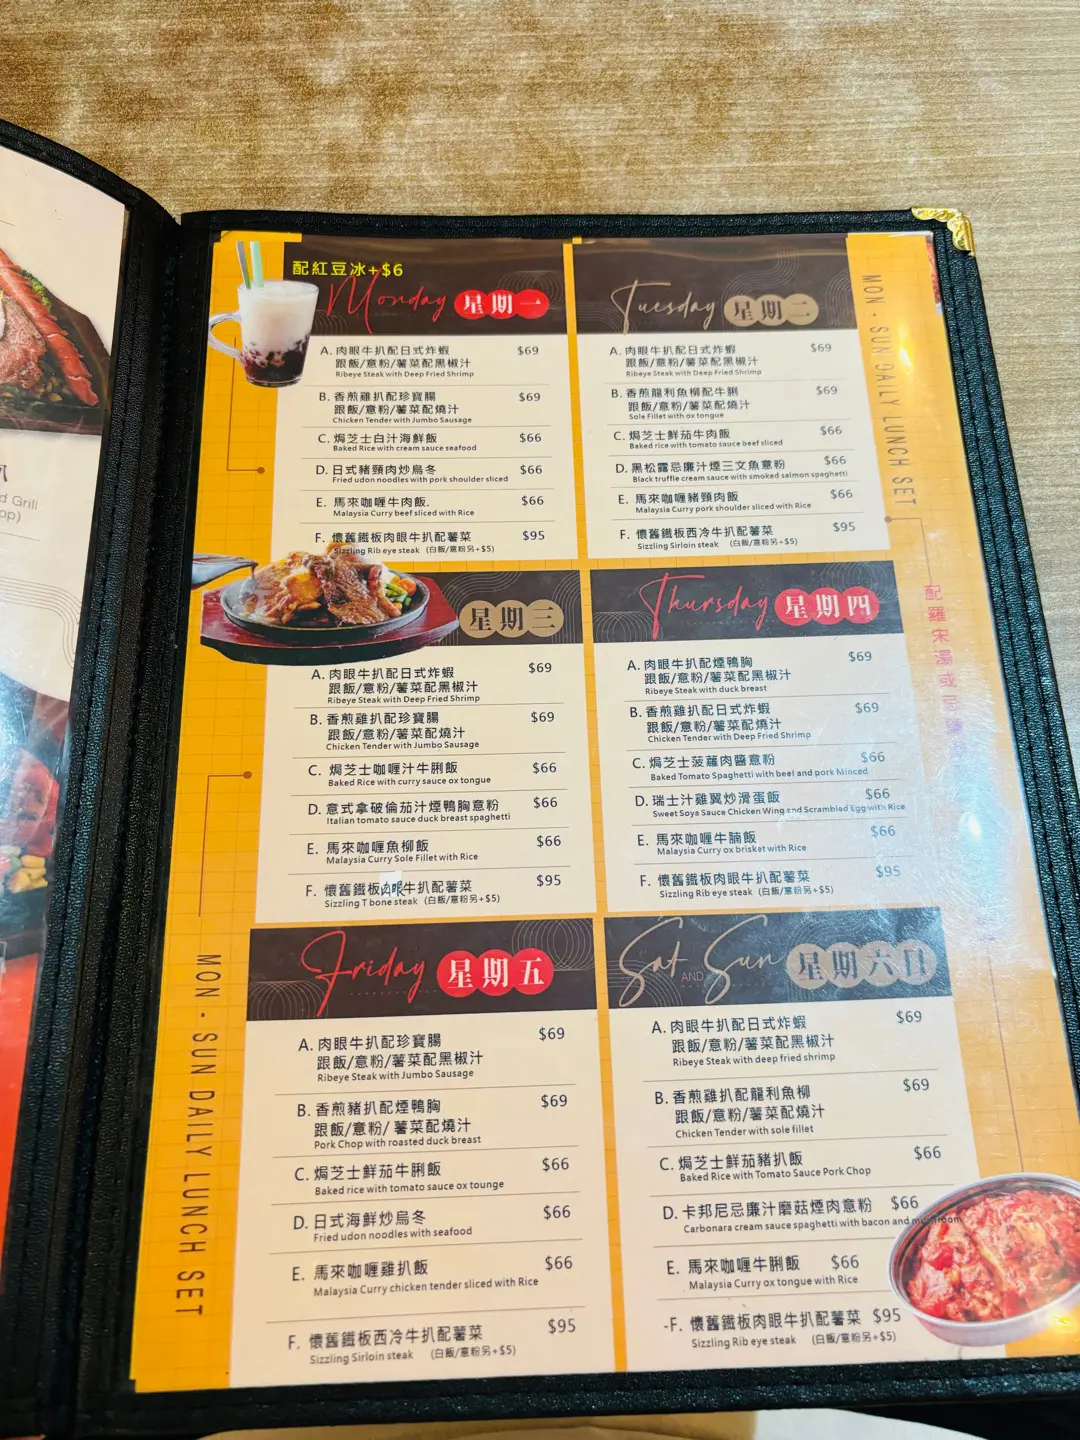 配紅豆冰+$6
Monday 星期一
A. 肉眼牛扒配日式炸蝦 $69
跟飯/意粉/薯菜配黑椒汁
Ribeye Steak with Deep Fried Shrimp
B. 香煎雞扒配珍寶腸 $69
跟飯/意粉/薯菜配燒汁
Chicken Tender with Jumbo Sausage
C. 焗芝士白汁海鮮飯 $66
Baked Rice with cream sauce seafood
D. 日式豬頸肉炒烏冬 $66
Fried udon noodles with pork shoulder sliced
E. 馬來咖喱牛肉飯. $66
Malaysia Curry beef sliced with Rice
F. 懷舊鐵板肉眼牛扒配薯菜 $95
Sizzling Rib eye steak (白飯/意粉另+$5)
Tuesday 星期二
A. 肉眼牛扒配日式炸蝦 $69
跟飯/意粉/薯菜配黑椒汁
Ribeye Steak with Deep Fried Shrimp
B. 香煎龍利魚柳配牛脷 $69
跟飯/意粉/薯菜配燒汁
Sole Fillet with ox tongue
C. 焗芝士鮮茄牛肉飯 $66
Baked rice with tomato sauce beef sliced
D. 黑松露忌廉汁煙三文魚意粉 $66
Black truffle cream sauce with smoked salmon spaghetti
E. 馬來咖喱豬頸肉飯 $66
Malaysia Curry pork shoulder sliced with Rice
F. 懷舊鐵板西冷牛扒配薯菜 $95
Sizzling Sirloin steak (白飯/意粉另+$5)
星期三
A. 肉眼牛扒配日式炸蝦 $69
跟飯/意粉/薯菜配黑椒汁
Ribeye Steak with Deep Fried Shrimp
B. 香煎雞扒配珍寶腸 $69
跟飯/意粉/薯菜配燒汁
Chicken Tender with Jumbo Sausage
C. 焗芝士咖喱汁牛脷飯 $66
Baked Rice with curry sauce ox tongue
D. 意式拿破倫茄汁煙鴨胸意粉 $66
Italian tomato sauce duck breast spaghetti
E. 馬來咖喱魚柳飯 $66
Malaysia Curry Sole Fillet with Rice
F. 懷舊鐵板肉眼牛扒配薯菜 $95
Sizzling T bone steak (白飯/意粉另+$5)
Thursday 星期四
A. 肉眼牛扒配煙鴨胸 $69
跟飯/意粉/薯菜配黑椒汁
Ribeye Steak with duck breast
B. 香煎雞扒配日式炸蝦 $69
跟飯/意粉/薯菜配燒汁
Chicken Tender with Deep Fried Shrimp
C. 焗芝士菠蘿肉醬意粉 $66
Baked Tomato Spaghetti with beef and pork Minced
D. 瑞士汁雞翼炒滑蛋飯 $66
Sweet Soya Sauce Chicken Wing and Scrambled Egg with Rice
E. 馬來咖喱牛腩飯 $66
Malaysia Curry ox brisket with Rice
F. 懷舊鐵板肉眼牛扒配薯菜 $95
Sizzling Rib eye steak (白飯/意粉另+$5)
Friday 星期五
A. 肉眼牛扒配珍寶腸 $69
跟飯/意粉/薯菜配黑椒汁
Ribeye Steak with Jumbo Sausage
B. 香煎豬扒配煙鴨胸 $69
跟飯/意粉/ 薯菜配燒汁
Pork Chop with roasted duck breast
C. 焗芝士鮮茄牛脷飯 $66
Baked rice with tomato sauce ox tounge
D. 日式海鮮炒烏冬 $66
Fried udon noodles with seafood
E. 馬來咖喱雞扒飯 $66
Malaysia Curry chicken tender sliced with Rice
F. 懷舊鐵板西冷牛扒配薯菜 $95
Sizzling Sirloin steak (白飯/意粉另+$5)
Sat AND Sun 星期六日
A. 肉眼牛扒配日式炸蝦 $69
跟飯/意粉/薯菜配黑椒汁
Ribeye Steak with deep fried shrimp
B. 香煎雞扒配龍利魚柳 $69
跟飯/意粉/薯菜配燒汁
Chicken Tender with sole fillet
C. 焗芝士鮮茄豬扒飯 $66
Baked Rice with Tomato Sauce Pork Chop
D. 卡邦尼忌廉汁磨菇煙肉意粉 $66
Carbonara cream sauce spaghetti with bacon and mushroom
E. 馬來咖喱牛脷飯 $66
Malaysia Curry ox tongue with Rice
-F. 懷舊鐵板肉眼牛扒配薯菜 $95
Sizzling Rib eye steak (白飯/意粉另+$5)
MON · SUN DAILY LUNCH SET
MON · SUN DAILY LUNCH SET
配羅宋湯或忌廉
d Grill
pp)